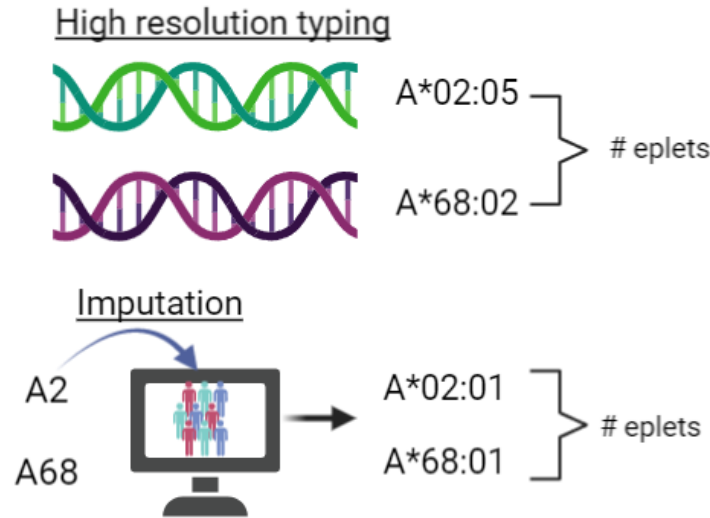 High resolution typing
A*02:05
# eplets
A*68:02
Imputation
A2
A*02:01
# eplets
A68
A*68:01